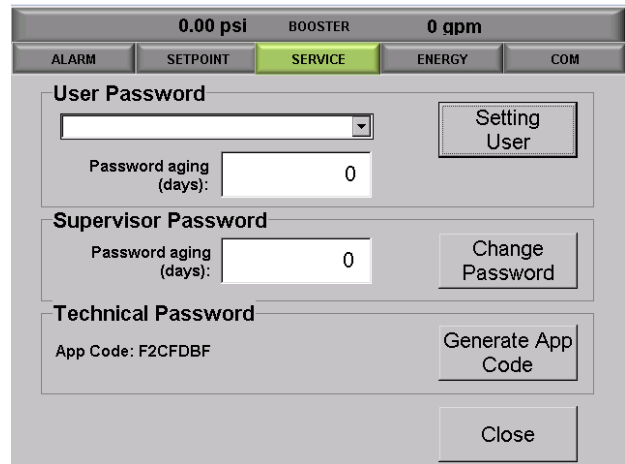 0.00 psi BOOSTER 0 gpm
ALARM SETPOINT SERVICE ENERGY COM
User Password
Setting
User
Password aging
(days):
0
Supervisor Password
Password aging
(days):
0
Change
Password
Technical Password
App Code: F2CFDBF
Generate App
Code
Close